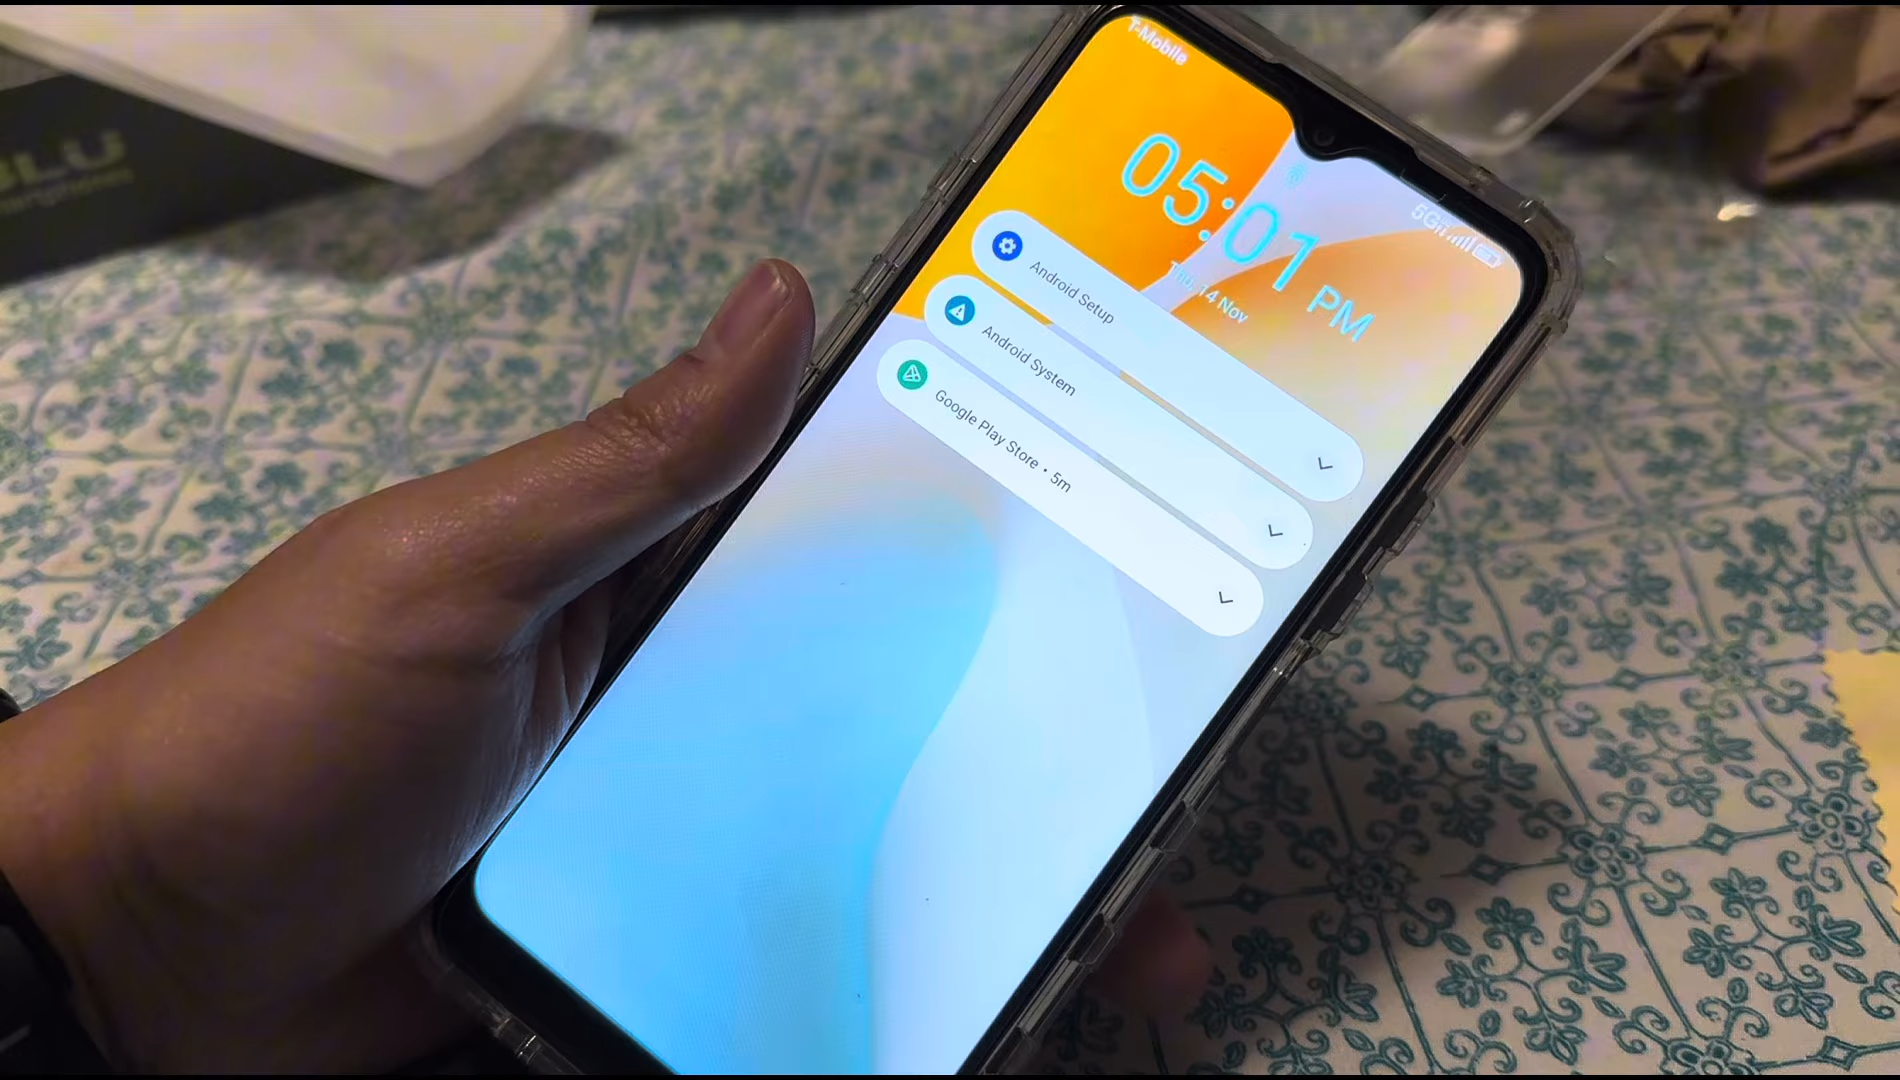 T-Mobile
5G
05:01 PM
Thu, 14 Nov
Android Setup
Android System
Google Play Store • 5m
BLU